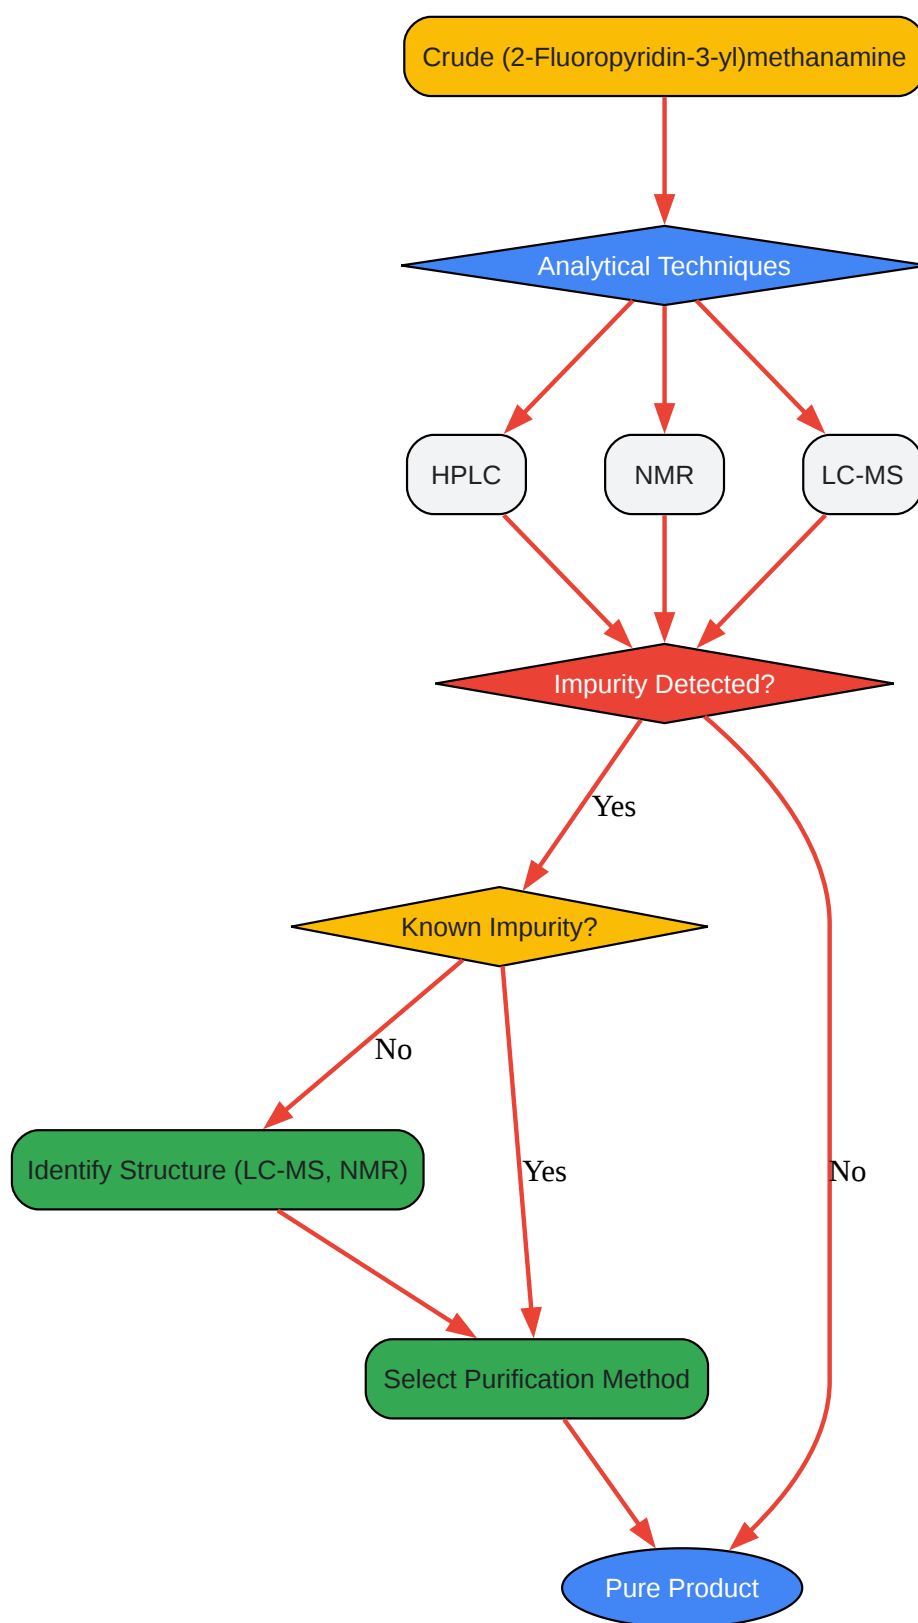 Crude (2-Fluoropyridin-3-yl)methanamine
Analytical Techniques
HPLC
NMR
LC-MS
Impurity Detected?
Yes
Known Impurity?
No
Identify Structure (LC-MS, NMR)
Yes
No
Select Purification Method
Pure Product